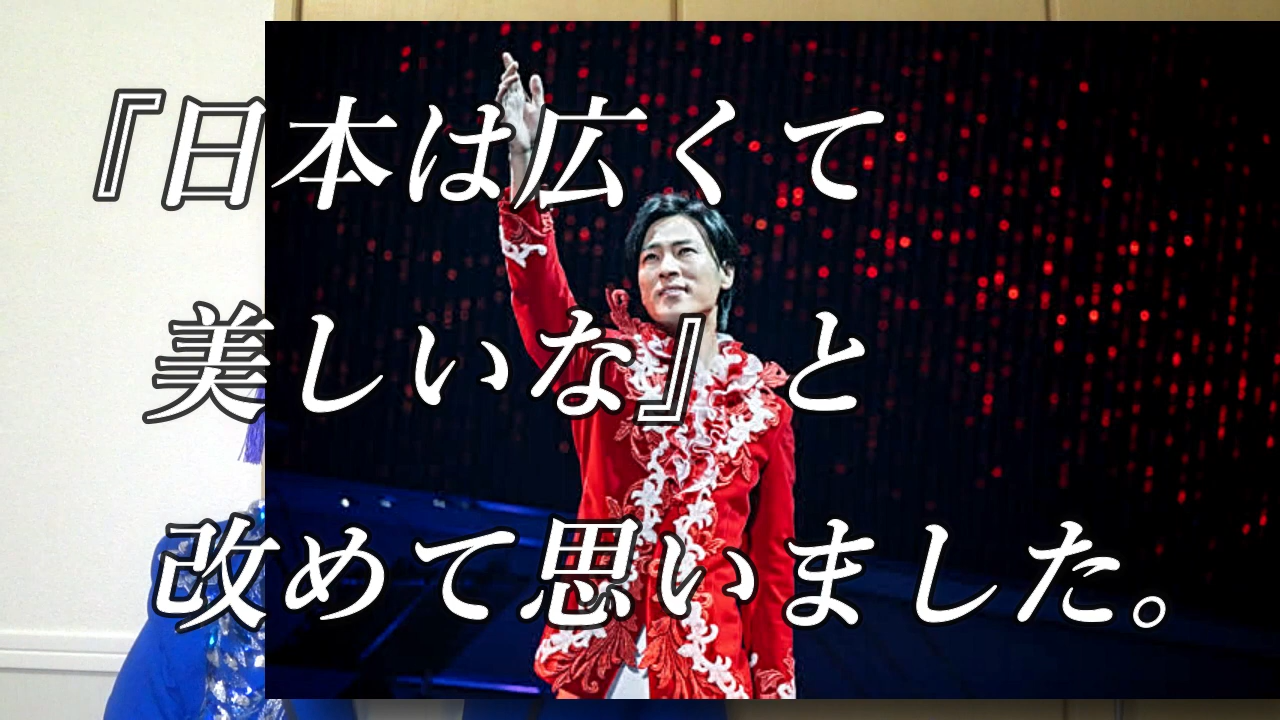 『日本は広くて
美しいな』と
改めて思いました。